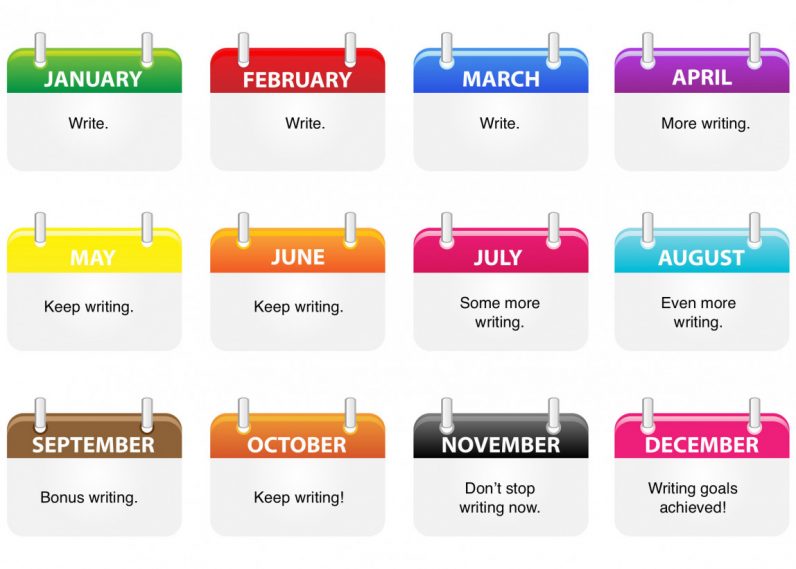 JANUARY
Write.
FEBRUARY
Write.
MARCH
Write.
APRIL
More writing.
MAY
Keep writing.
JUNE
Keep writing.
JULY
Some more
writing.
AUGUST
Even more
writing.
SEPTEMBER
Bonus writing.
OCTOBER
Keep writing!
NOVEMBER
Don’t stop
writing now.
DECEMBER
Writing goals
achieved!